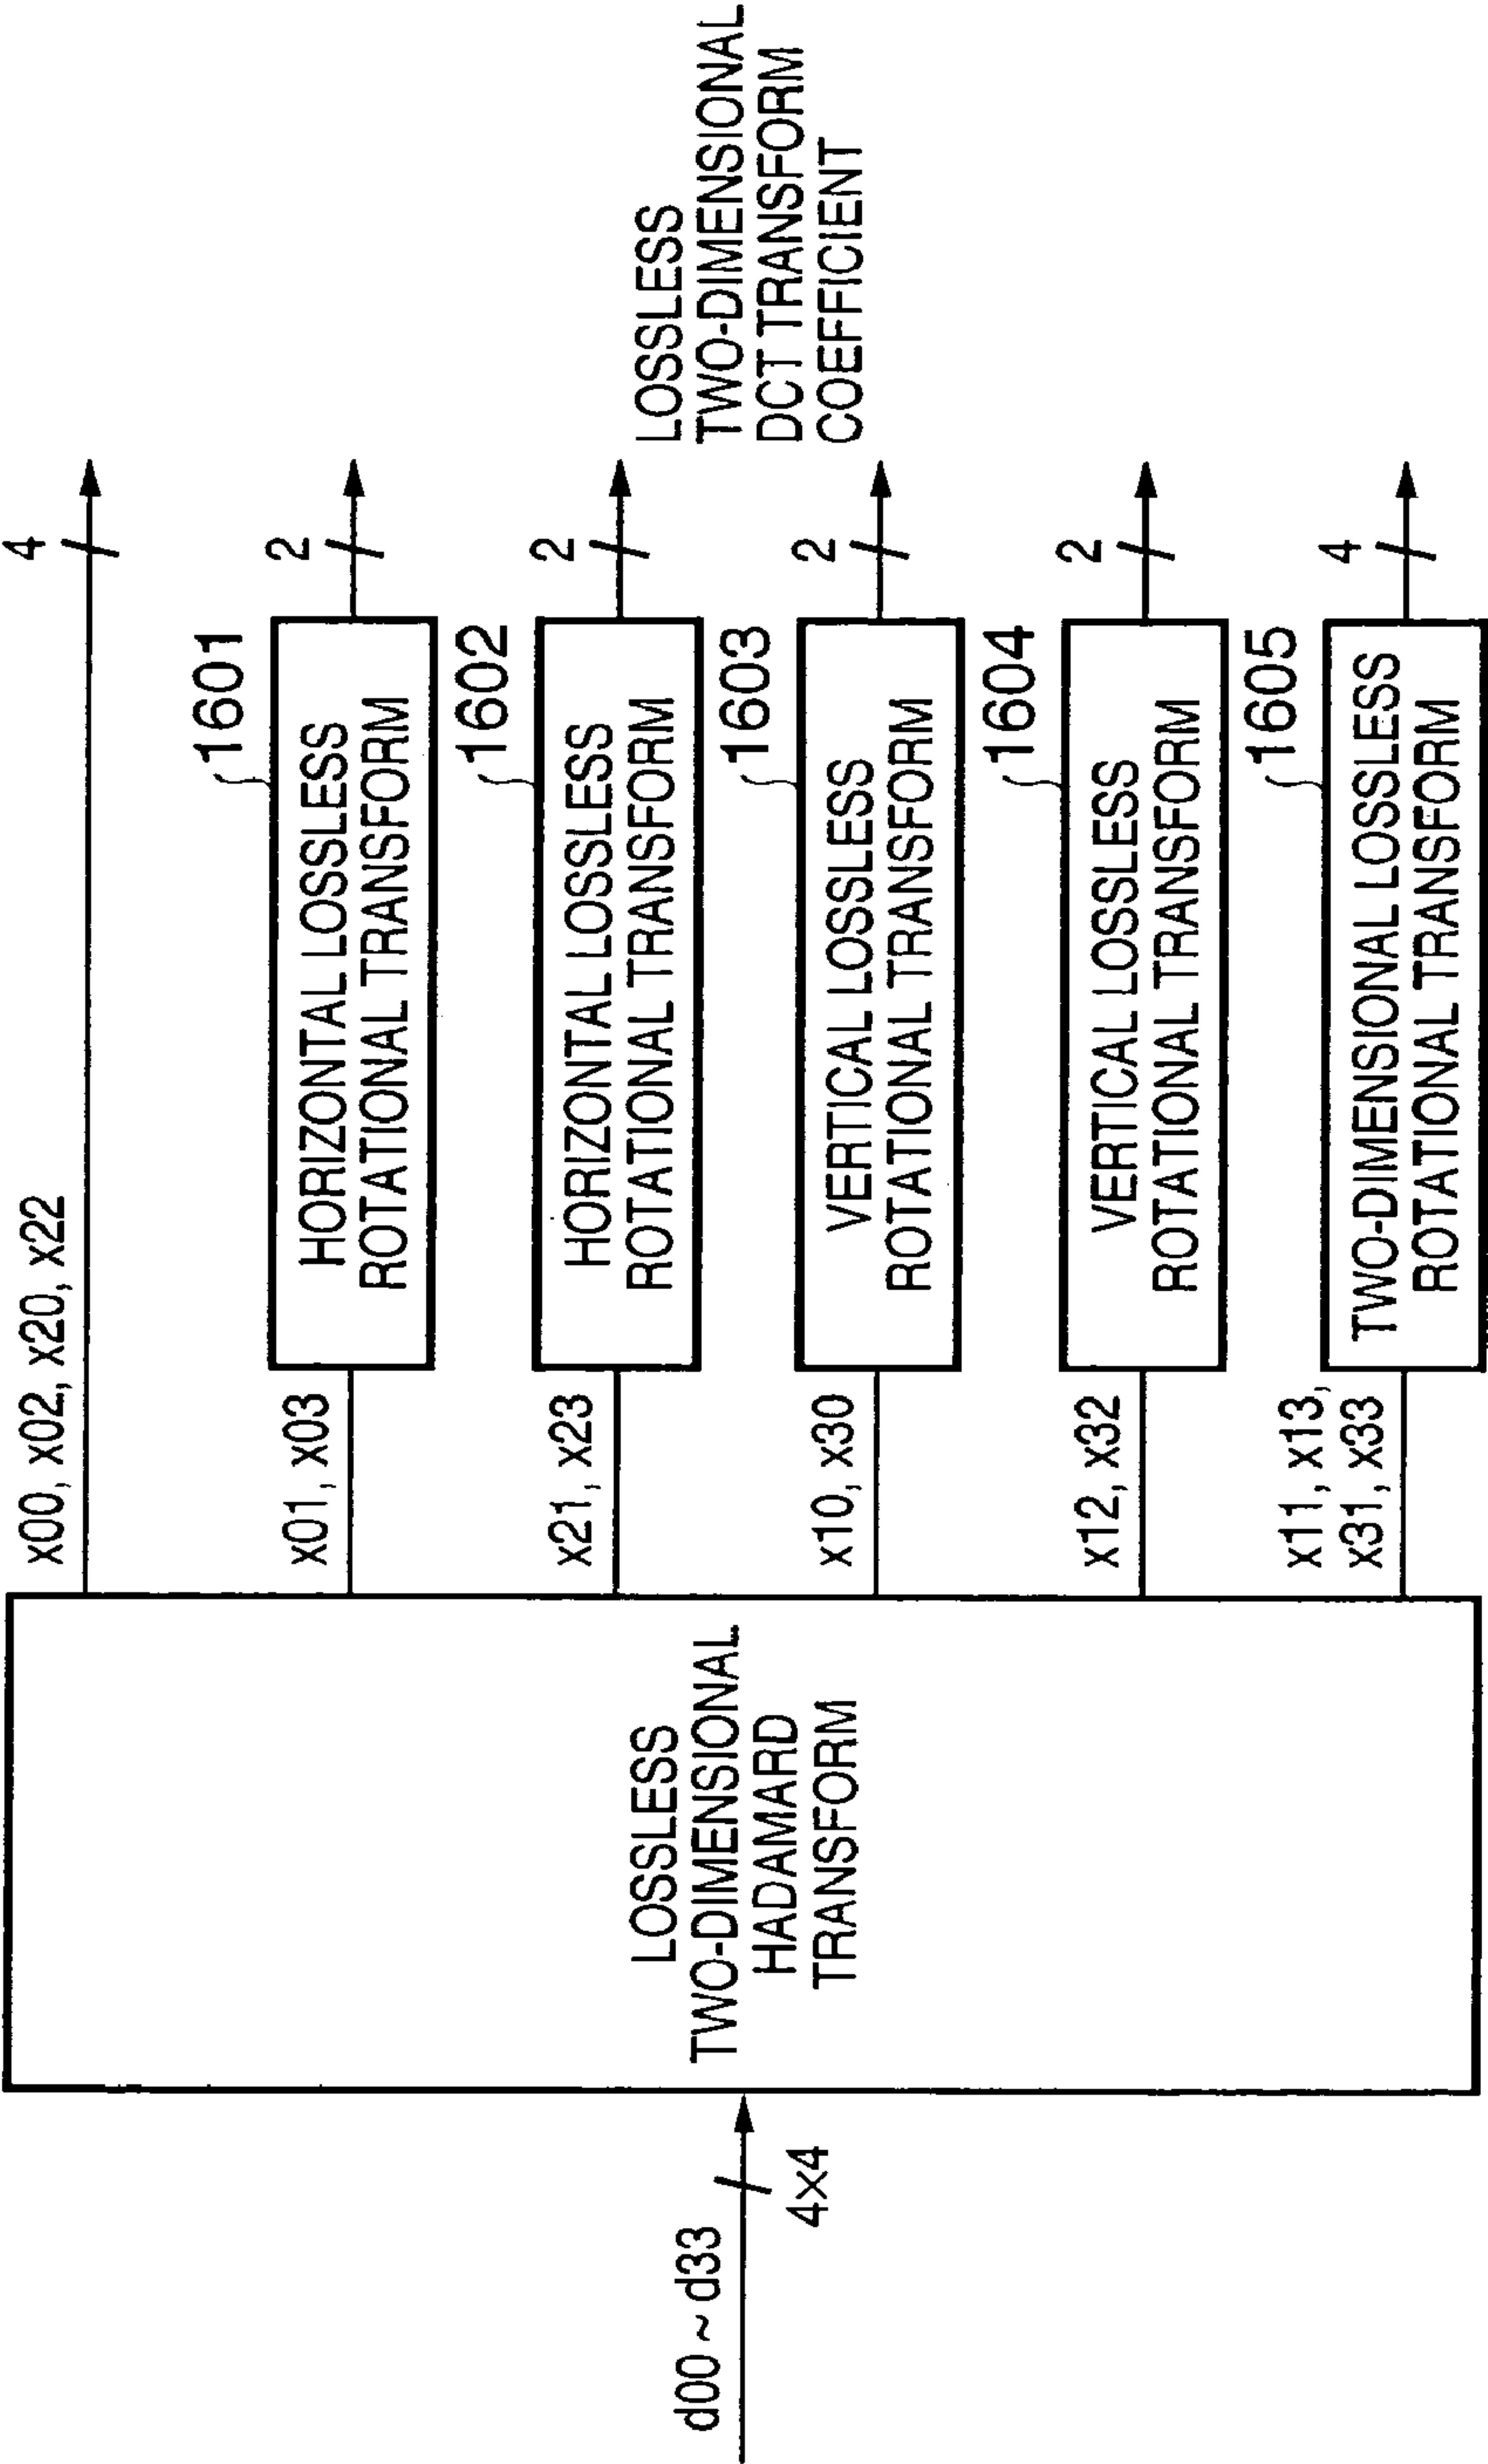 d00 ~ d33
4×4
LOSSLESS
TWO-DIMENSIONAL
HADAMARD
TRANSFORM
x00, x02, x20, x22
4
x01, x03
1601
HORIZONTAL LOSSLESS
ROTATIONAL TRANSFORM
2
x21, x23
1602
HORIZONTAL LOSSLESS
ROTATIONAL TRANSFORM
2
x10, x30
1603
VERTICAL LOSSLESS
ROTATIONAL TRANSFORM
2
x12, x32
1604
VERTICAL LOSSLESS
ROTATIONAL TRANSFORM
2
x11, x13,
x31, x33
1605
TWO-DIMENSIONAL LOSSLESS
ROTATIONAL TRANSFORM
4
LOSSLESS
TWO-DIMENSIONAL
DCT TRANSFORM
COEFFICIENT